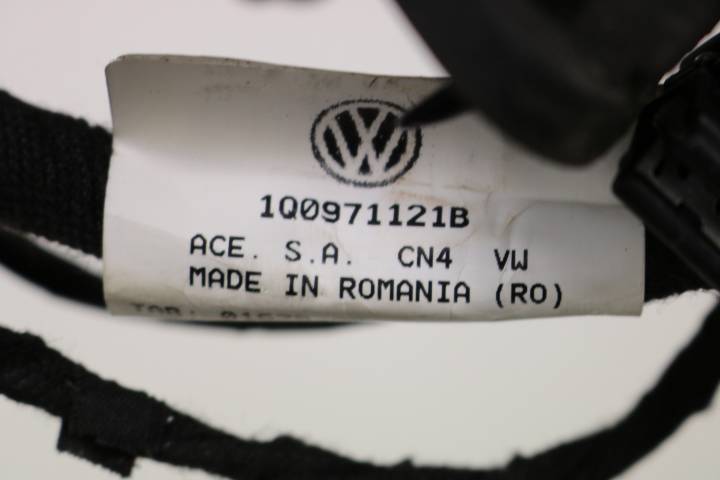 1Q0971121B
ACE. S.A. CN4 VW
MADE IN ROMANIA (RO)